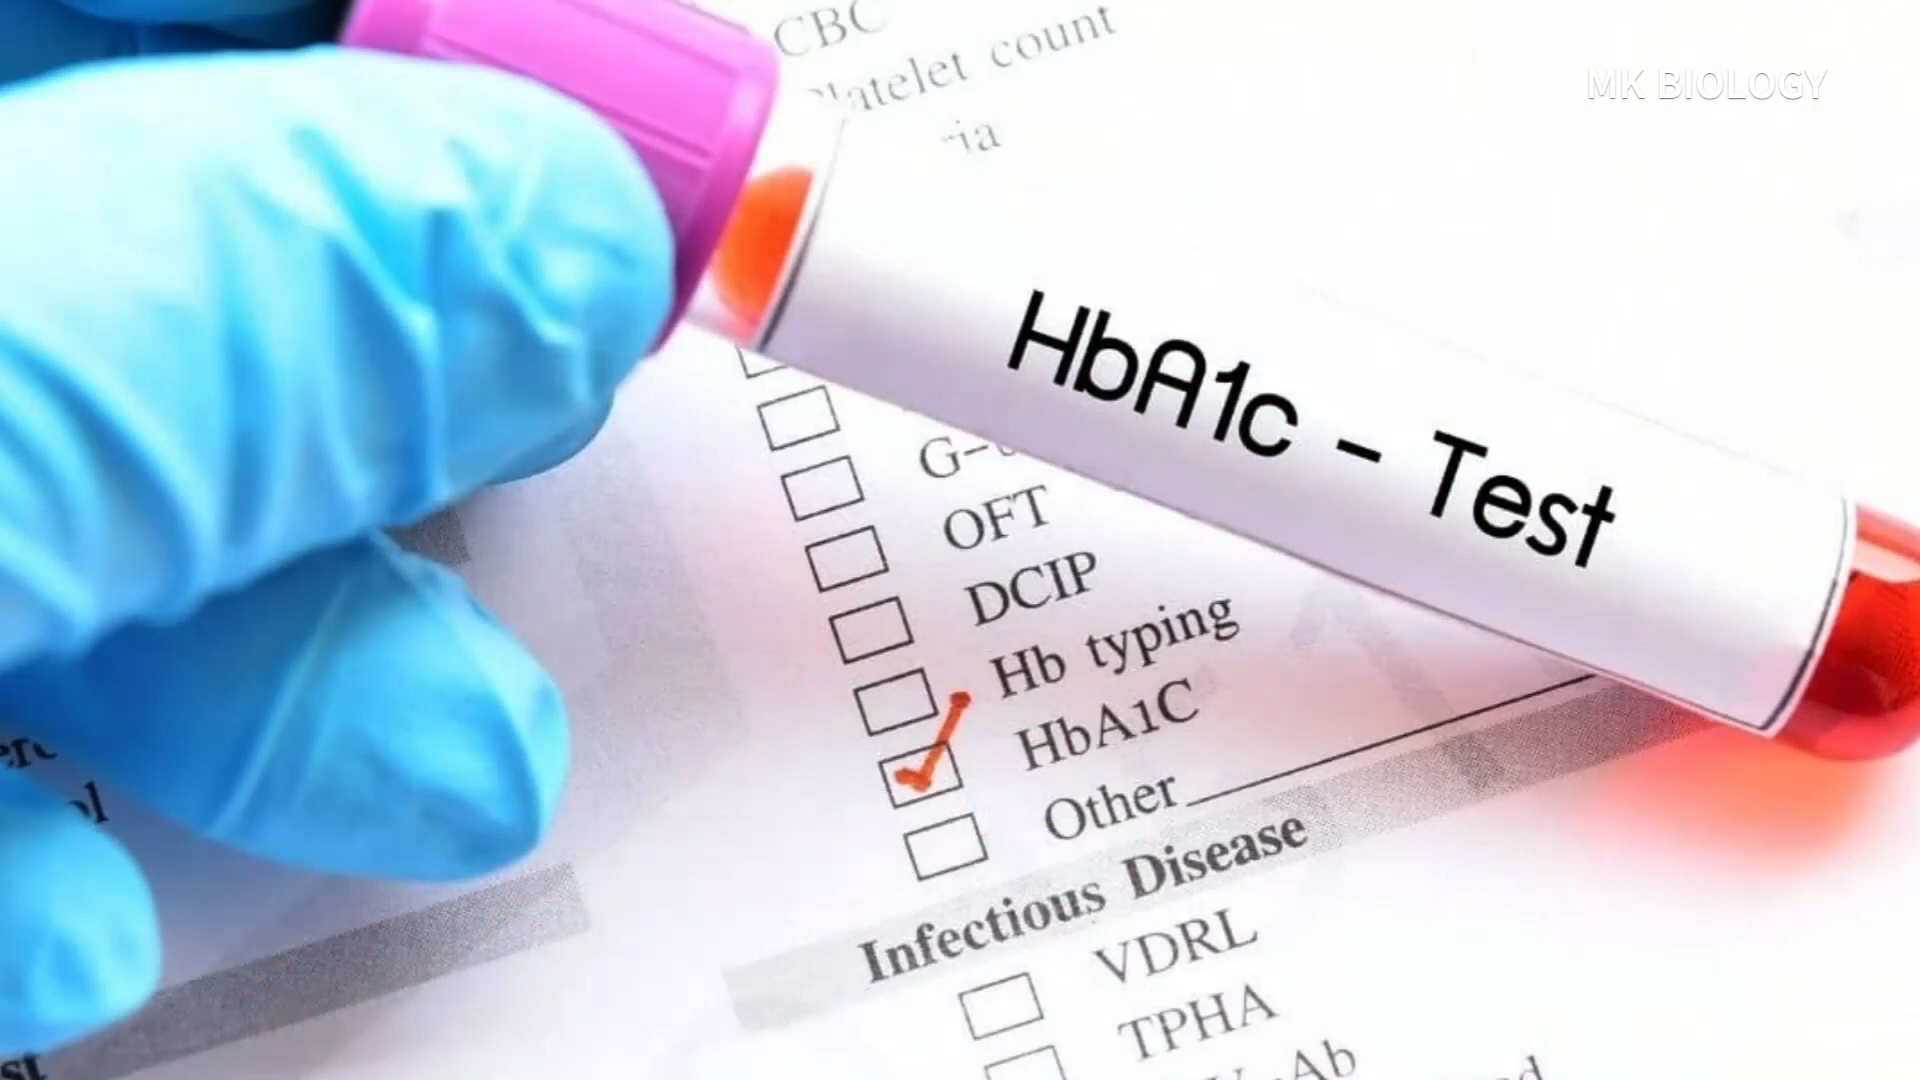 CBC
Platelet count
MK BIOLOGY
HbA1c - Test
OFT
DCIP
Hb typing
HbA1C
Other
Infectious Disease
VDRL
TPHA